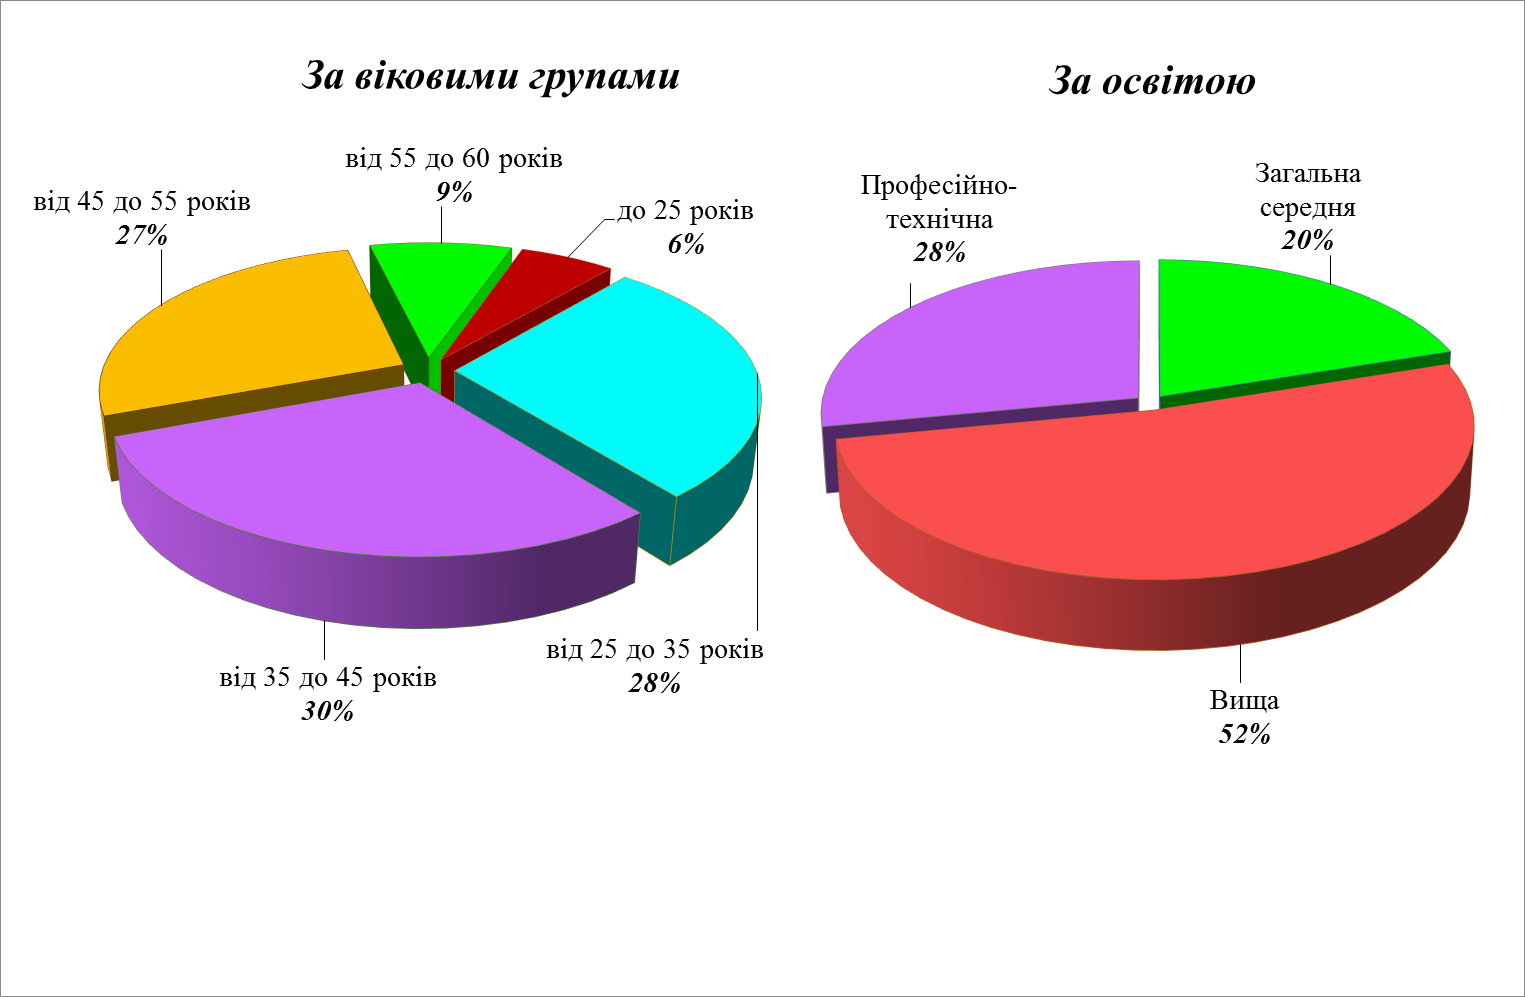 За віковими групами
від 55 до 60 років
9%
від 45 до 55 років
27%
до 25 років
6%
від 25 до 35 років
28%
від 35 до 45 років
30%
За освітою
Професійно-
технічна
28%
Загальна
середня
20%
Вища
52%